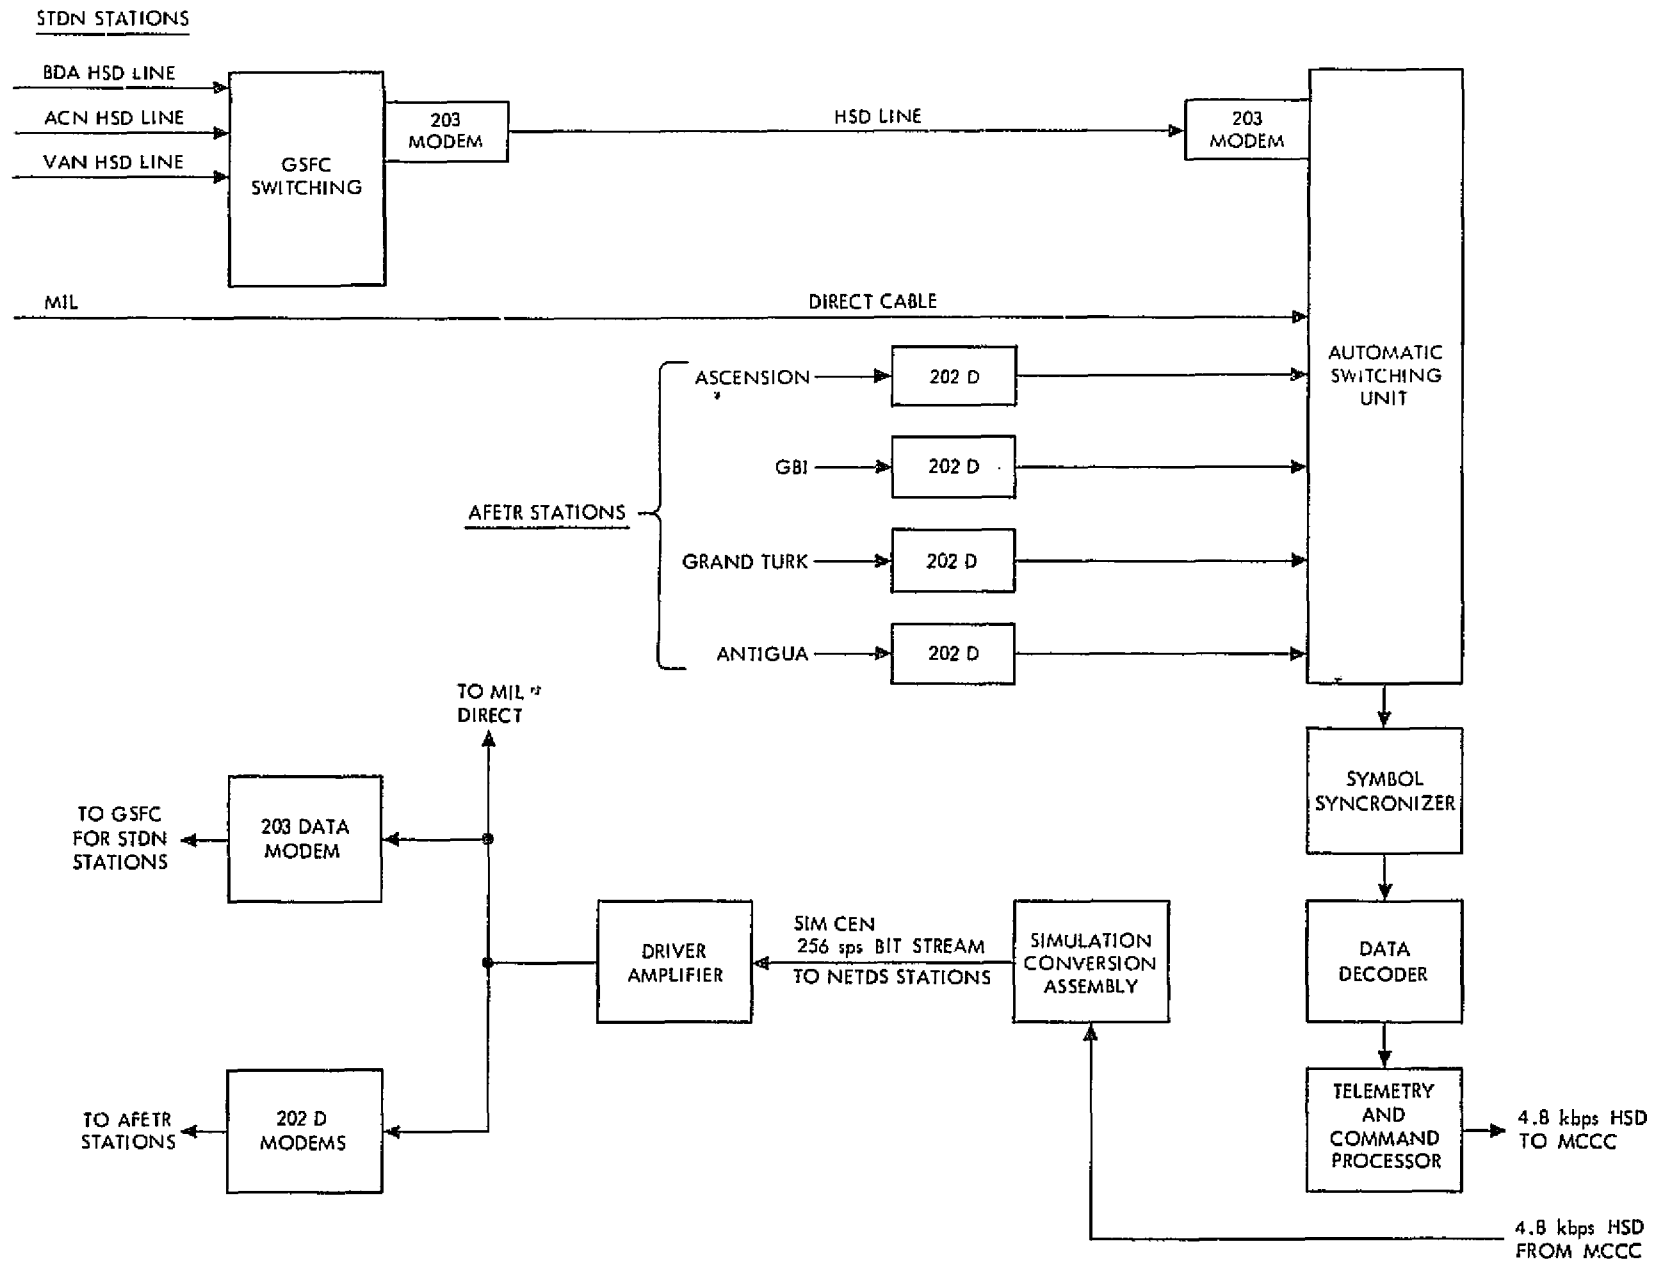 STDN STATIONS
BDA HSD LINE
ACN HSD LINE
VAN HSD LINE
GSFC
SWITCHING
203
MODEM
HSD LINE
203
MODEM
MIL
DIRECT CABLE
AUTOMATIC
SWITCHING
UNIT
AFETR STATIONS
ASCENSION
202 D
GBI
202 D
GRAND TURK
202 D
ANTIGUA
202 D
TO MIL
DIRECT
TO GSFC
FOR STDN
STATIONS
203 DATA
MODEM
SYMBOL
SYNCRONIZER
DRIVER
AMPLIFIER
SIM CEN
256 sps BIT STREAM
TO NETDS STATIONS
SIMULATION
CONVERSION
ASSEMBLY
DATA
DECODER
TO AFETR
STATIONS
202 D
MODEMS
TELEMETRY
AND
COMMAND
PROCESSOR
4.8 kbps HSD
TO MCCC
4.8 kbps HSD
FROM MCCC